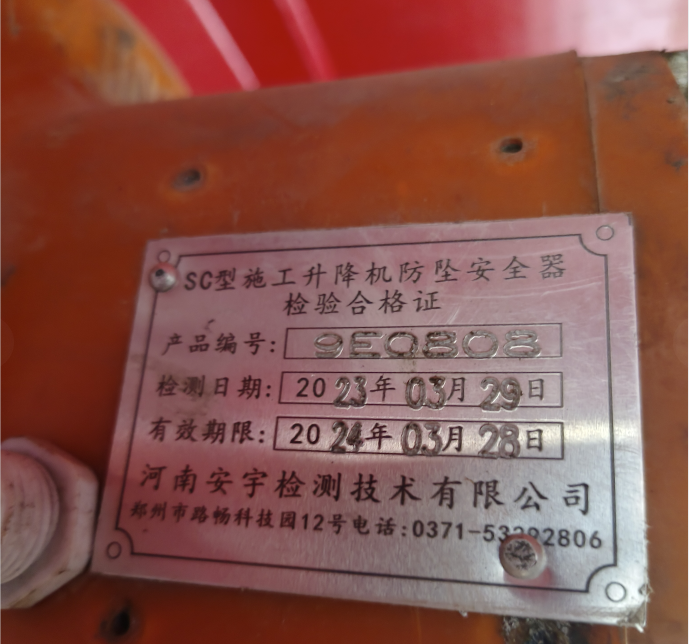 SC型施工升降机防坠安全器
检验合格证
产品编号: 9E0808
检测日期: 2023年03月29日
有效期限: 2024年03月28日
河南安宇检测技术有限公司
郑州市路畅科技园12号电话:0371-53292806